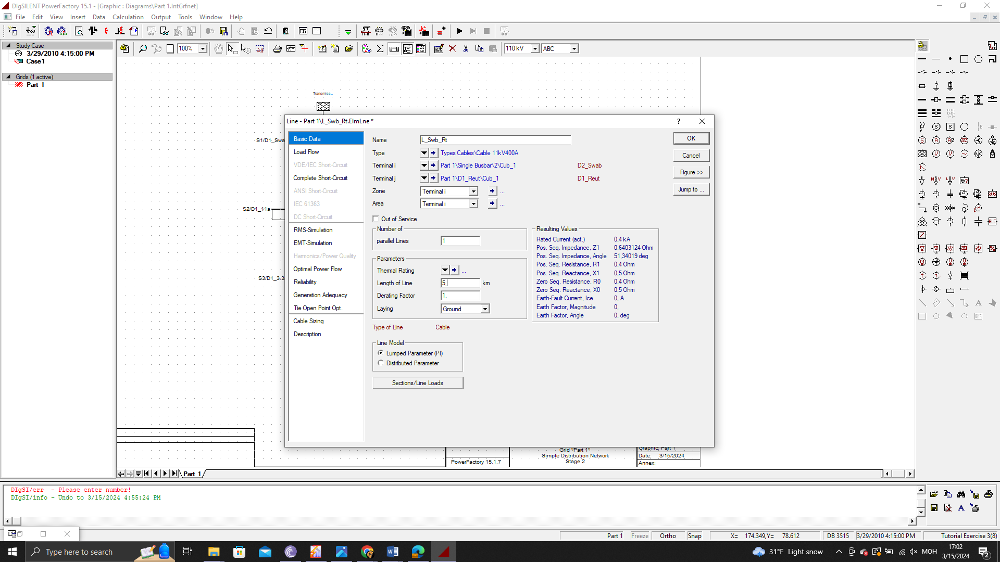 DIgSILENT PowerFactory 15.1 - [Graphic : Diagrams\Part 1.IntGrfnet]
File Edit View Insert Data Calculation Output Tools Window Help
100%
110 kV
ABC
Study Case
3/29/2010 4:15:00 PM
Case1
Grids (1 active)
Part 1
Transmiss..
S1/D1_Swa
S2/D1_11a
S3/D1_3:3
Line - Part 1\L_Swb_Rt.ElmLne *
?
Basic Data
Load Flow
VDE/IEC Short-Circuit
Complete Short-Circuit
ANSI Short-Circuit
IEC 61363
DC Short-Circuit
RMS-Simulation
EMT-Simulation
Harmonics/Power Quality
Optimal Power Flow
Reliability
Generation Adequacy
Tie Open Point Opt.
Cable Sizing
Description
Name L_Swb_Rt
Type Types Cables\Cable 11kV400A
Terminal i Part 1\Single Busbar\2\Cub_1 D2_Swab
Terminal j Part 1\D1_Reut\Cub_1 D1_Reut
Zone Terminal i ...
Area Terminal i ...
Out of Service
Number of
parallel Lines 1
Parameters
Thermal Rating ...
Length of Line 5, km
Derating Factor 1,
Laying Ground
Type of Line Cable
Line Model
Lumped Parameter (PI)
Distributed Parameter
Sections/Line Loads
Resulting Values
Rated Current (act.) 0,4 kA
Pos. Seq. Impedance, Z1 0,6403124 Ohm
Pos. Seq. Impedance, Angle 51,34019 deg
Pos. Seq. Resistance, R1 0,4 Ohm
Pos. Seq. Reactance, X1 0,5 Ohm
Zero Seq. Resistance, R0 0,4 Ohm
Zero Seq. Reactance, X0 0,5 Ohm
Earth-Fault Current, Ice 0, A
Earth Factor, Magnitude 0,
Earth Factor, Angle 0, deg
OK
Cancel
Figure >>
Jump to ...
PowerFactory 15.1.7
Grid "Part 1"
Simple Distribution Network
Stage 2
Graphic: Part 1
Date: 3/15/2024
Annex:
Part 1
DIgSI/err - Please enter number!
DIgSI/info - Undo to 3/15/2024 4:55:24 PM
Part 1 Freeze Ortho Snap X= 174.349,Y= 78.612 DB 3515 3/29/2010 4:15:00 PM Tutorial Exercise 3(8)
Type here to search
31°F Light snow
МОН
17:02
3/15/2024
2